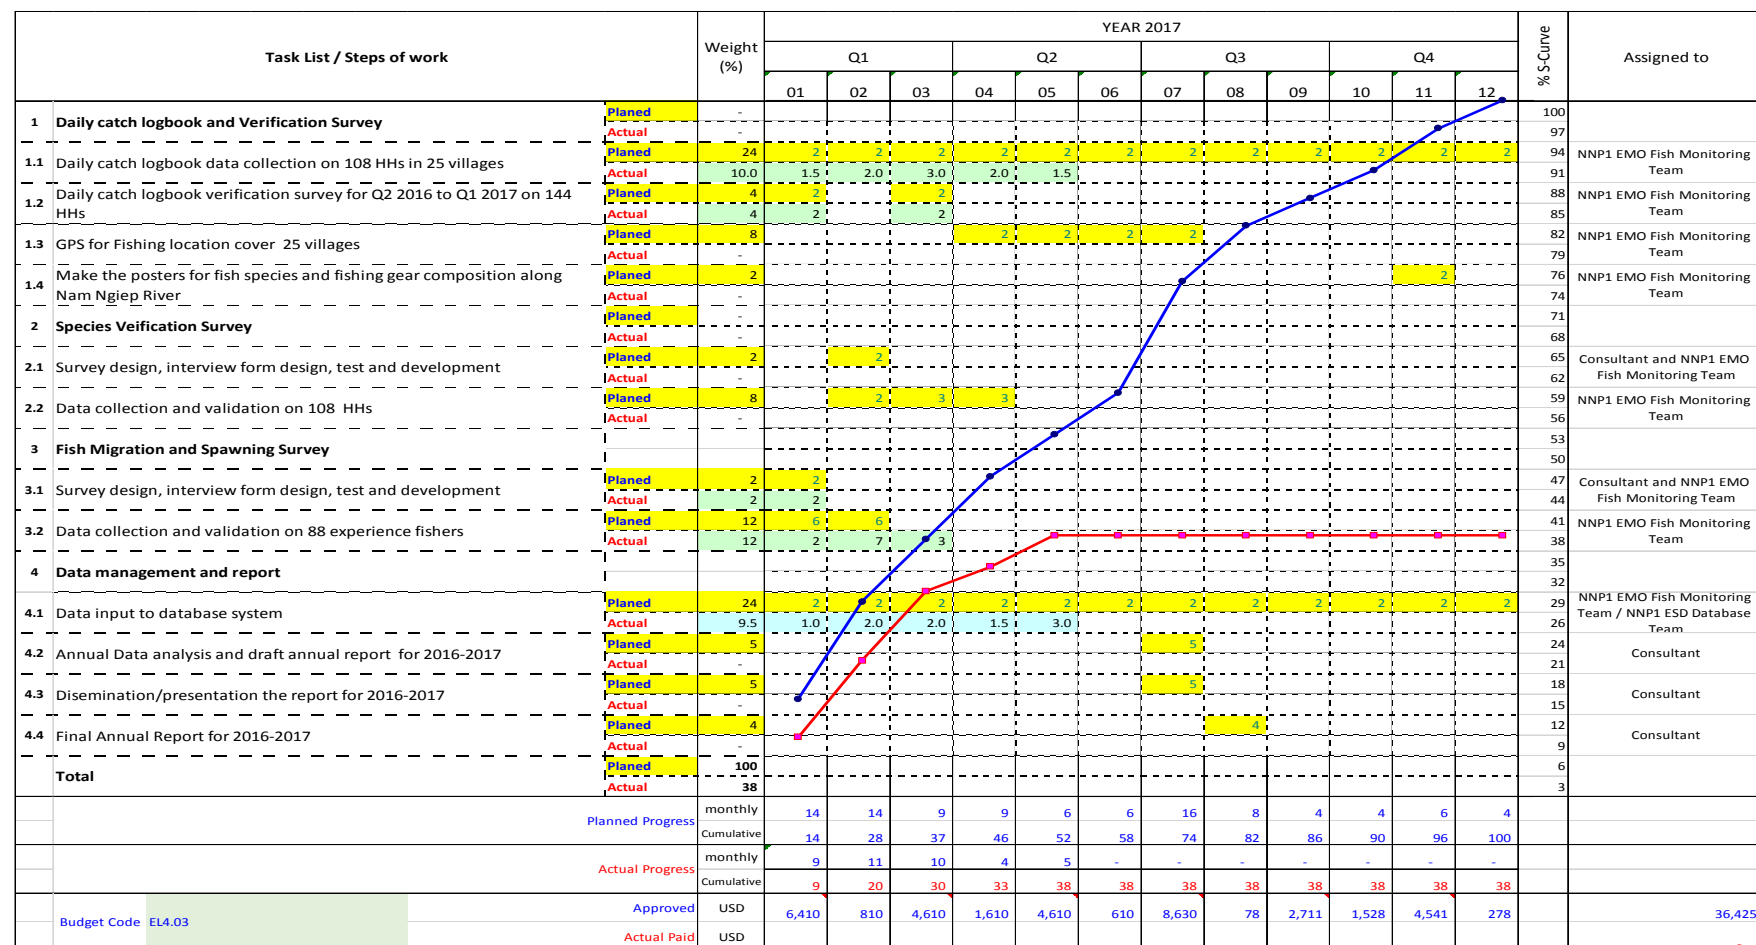 Task List / Steps of work Weight (%) YEAR 2017 % S-Curve Assigned to
Q1 Q2 Q3 Q4
01 02 03 04 05 06 07 08 09 10 11 12
1 Daily catch logbook and Verification Survey Planed - 100
Actual - 97
1.1 Daily catch logbook data collection on 108 HHs in 25 villages Planed 24 2 2 2 2 2 2 2 2 2 2 2 2 94 NNP1 EMO Fish Monitoring
Actual 10.0 1.5 2.0 3.0 2.0 1.5 91 Team
1.2 Daily catch logbook verification survey for Q2 2016 to Q1 2017 on 144 Planed 4 2 2 88 NNP1 EMO Fish Monitoring
HHs Actual 4 2 2 85 Team
1.3 GPS for Fishing location cover 25 villages Planed 8 2 2 2 2 82 NNP1 EMO Fish Monitoring
Actual - 79 Team
1.4 Make the posters for fish species and fishing gear composition along Planed 2 2 76 NNP1 EMO Fish Monitoring
Nam Ngiep River Actual - 74 Team
2 Species Veification Survey Planed - 71
Actual - 68
2.1 Survey design, interview form design, test and development Planed 2 2 65 Consultant and NNP1 EMO
Actual - 62 Fish Monitoring Team
2.2 Data collection and validation on 108 HHs Planed 8 2 3 3 59 NNP1 EMO Fish Monitoring
Actual - 56 Team
3 Fish Migration and Spawning Survey 53
50
3.1 Survey design, interview form design, test and development Planed 2 2 47 Consultant and NNP1 EMO
Actual 2 2 44 Fish Monitoring Team
3.2 Data collection and validation on 88 experience fishers Planed 12 6 6 41 NNP1 EMO Fish Monitoring
Actual 12 2 7 3 38 Team
4 Data management and report 35
32
4.1 Data input to database system Planed 24 2 2 2 2 2 2 2 2 2 2 2 2 29 NNP1 EMO Fish Monitoring
Actual 9.5 1.0 2.0 2.0 1.5 3.0 26 Team / NNP1 ESD Database
Team
4.2 Annual Data analysis and draft annual report for 2016-2017 Planed 5 5 24 Consultant
Actual - 21
4.3 Disemination/presentation the report for 2016-2017 Planed 5 5 18 Consultant
Actual - 15
4.4 Final Annual Report for 2016-2017 Planed 4 4 12 Consultant
Actual - 9
Total Planed 100 6
Actual 38 3
Planned Progress monthly 14 14 9 9 6 6 16 8 4 4 6 4
Cumulative 14 28 37 46 52 58 74 82 86 90 96 100
Actual Progress monthly 9 11 10 4 5 - - - - - - -
Cumulative 9 20 30 33 38 38 38 38 38 38 38 38
Budget Code EL4.03 Approved USD 6,410 810 4,610 1,610 4,610 610 8,630 78 2,711 1,528 4,541 278 36,425
Actual Paid USD